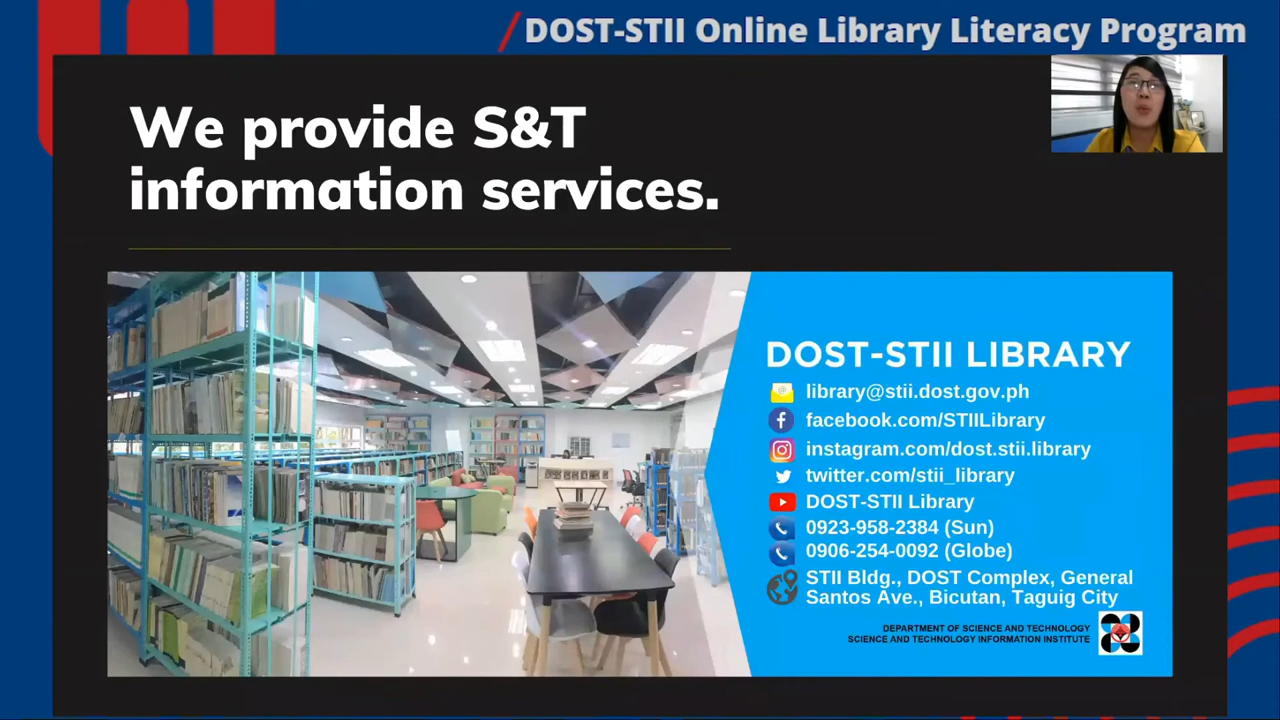 /DOST-STII Online Library Literacy Program
We provide S&T
information services.
DOST-STII LIBRARY
library@stii.dost.gov.ph
facebook.com/STIILibrary
instagram.com/dost.stii.library
twitter.com/stii_library
DOST-STII Library
0923-958-2384 (Sun)
0906-254-0092 (Globe)
STII Bldg., DOST Complex, General
Santos Ave., Bicutan, Taguig City
DEPARTMENT OF SCIENCE AND TECHNOLOGY
SCIENCE AND TECHNOLOGY INFORMATION INSTITUTE